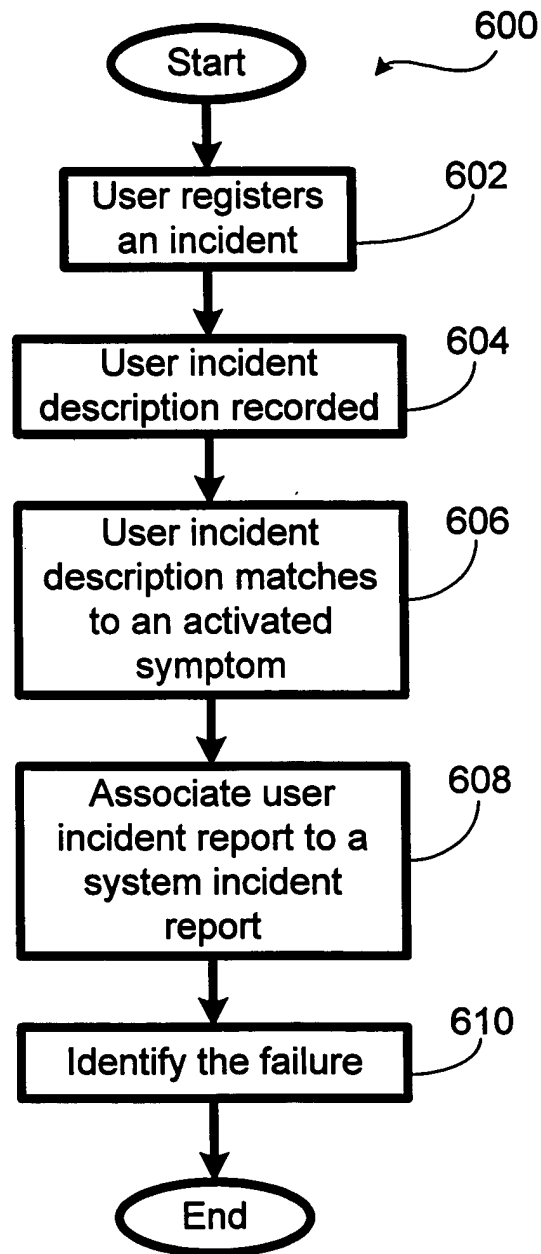 600
Start
602
User registers
an incident
604
User incident
description recorded
606
User incident
description matches
to an activated
symptom
608
Associate user
incident report to a
system incident
report
610
Identify the failure
End